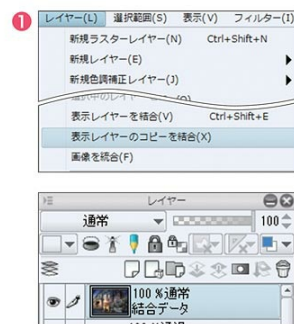 ❶
レイヤー(L) 選択範囲(S) 表示(V) フィルター(I)
新規ラスターレイヤー(N) Ctrl+Shift+N
新規レイヤー(E)
新規色調補正レイヤー(J)
表示レイヤーを結合(V) Ctrl+Shift+E
表示レイヤーのコピーを結合(X)
画像を統合(F)
レイヤー
通常 100
100 %通常
結合データ